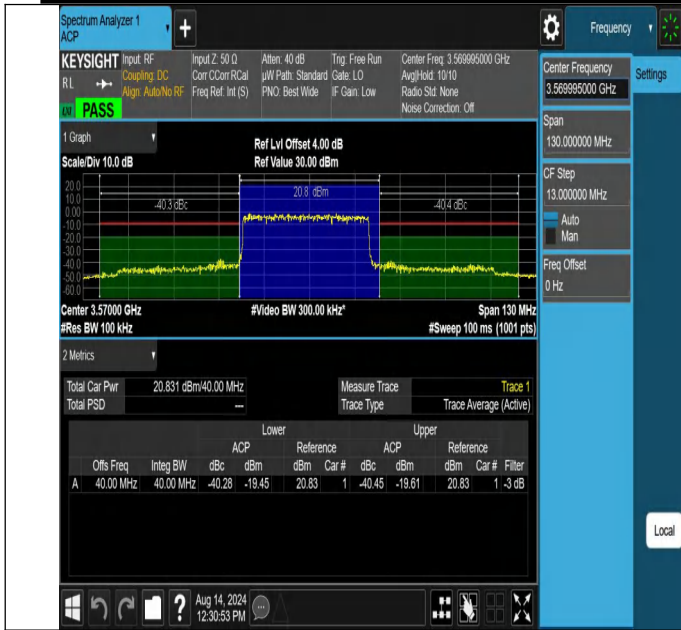 Spectrum Analyzer 1
ACP
+
Frequency
KEYSIGHT
RL
PASS
Input: RF
Coupling: DC
Align: Auto/No RF
Input Z: 50 Ω
Corr CCorr RCal
Freq Ref: Int (S)
Atten: 40 dB
µW Path: Standard
PNO: Best Wide
Trig: Free Run
Gate: LO
IF Gain: Low
Center Freq: 3.569995000 GHz
Avg|Hold: 10/10
Radio Std: None
Noise Correction: Off
Center Frequency
3.569995000 GHz
Settings
Span
130.000000 MHz
CF Step
13.000000 MHz
Auto
Man
Freq Offset
0 Hz
Local
1 Graph
Scale/Div 10.0 dB
Ref Lvl Offset 4.00 dB
Ref Value 30.00 dBm
20.0
10.0
0.00
-10.0
-20.0
-30.0
-40.0
-50.0
-60.0
-40.3 dBc
20.8 dBm
-40.4 dBc
Center 3.57000 GHz
#Video BW 300.00 kHz*
Span 130 MHz
#Res BW 100 kHz
#Sweep 100 ms (1001 pts)
2 Metrics
Total Car Pwr 20.831 dBm/40.00 MHz
Total PSD ---
Measure Trace Trace 1
Trace Type Trace Average (Active)
Lower Upper
ACP Reference ACP Reference
Offs Freq Integ BW dBc dBm dBm Car # dBc dBm dBm Car # Filter
A 40.00 MHz 40.00 MHz -40.28 -19.45 20.83 1 -40.45 -19.61 20.83 1 -3 dB
?
Aug 14, 2024
12:30:53 PM